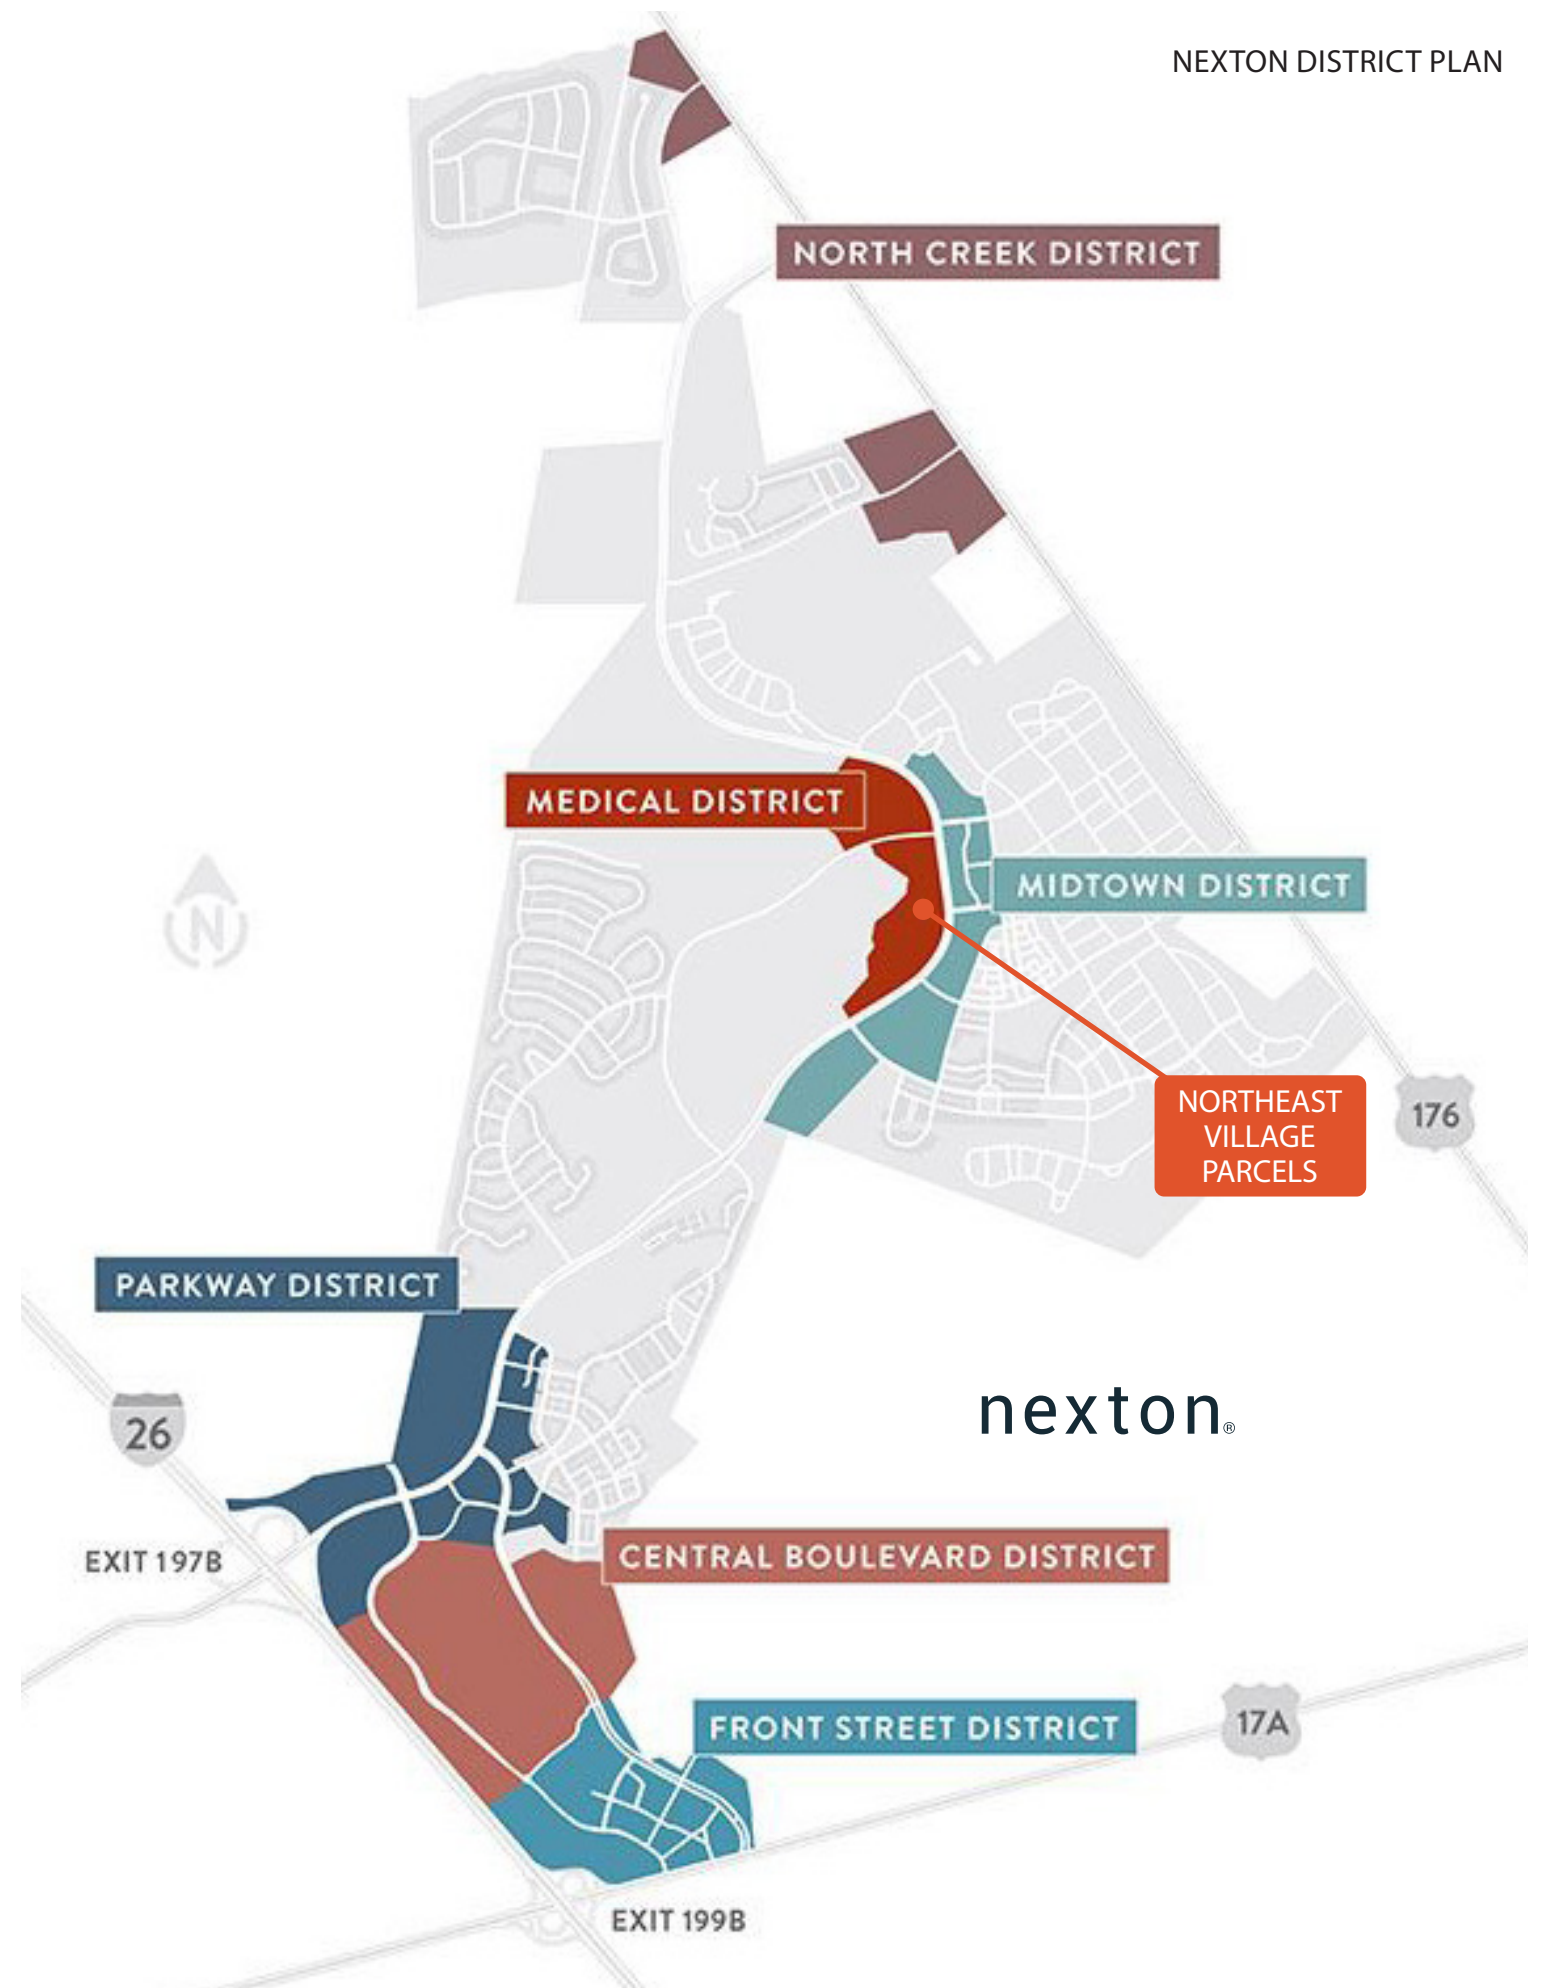 NEXTON DISTRICT PLAN
NORTH CREEK DISTRICT
MEDICAL DISTRICT
MIDTOWN DISTRICT
N
NORTHEAST
VILLAGE
PARCELS
176
PARKWAY DISTRICT
nexton®
26
EXIT 197B
CENTRAL BOULEVARD DISTRICT
17A
FRONT STREET DISTRICT
EXIT 199B